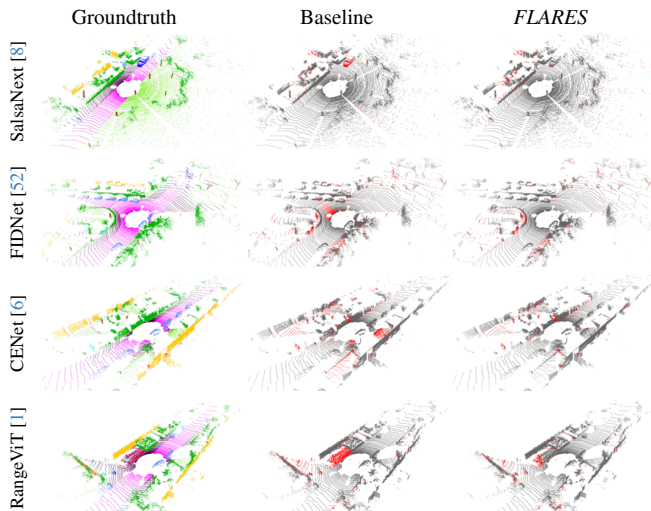 Groundtruth Baseline FLARES
SalsaNext [8]
FIDNet [52]
CENet [6]
RangeViT [1]